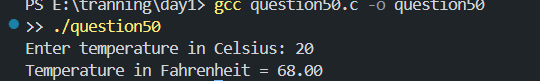 PS E:\tranning\day1> gcc question50.c -o question50
>> ./question50
Enter temperature in Celsius: 20
Temperature in Fahrenheit = 68.00